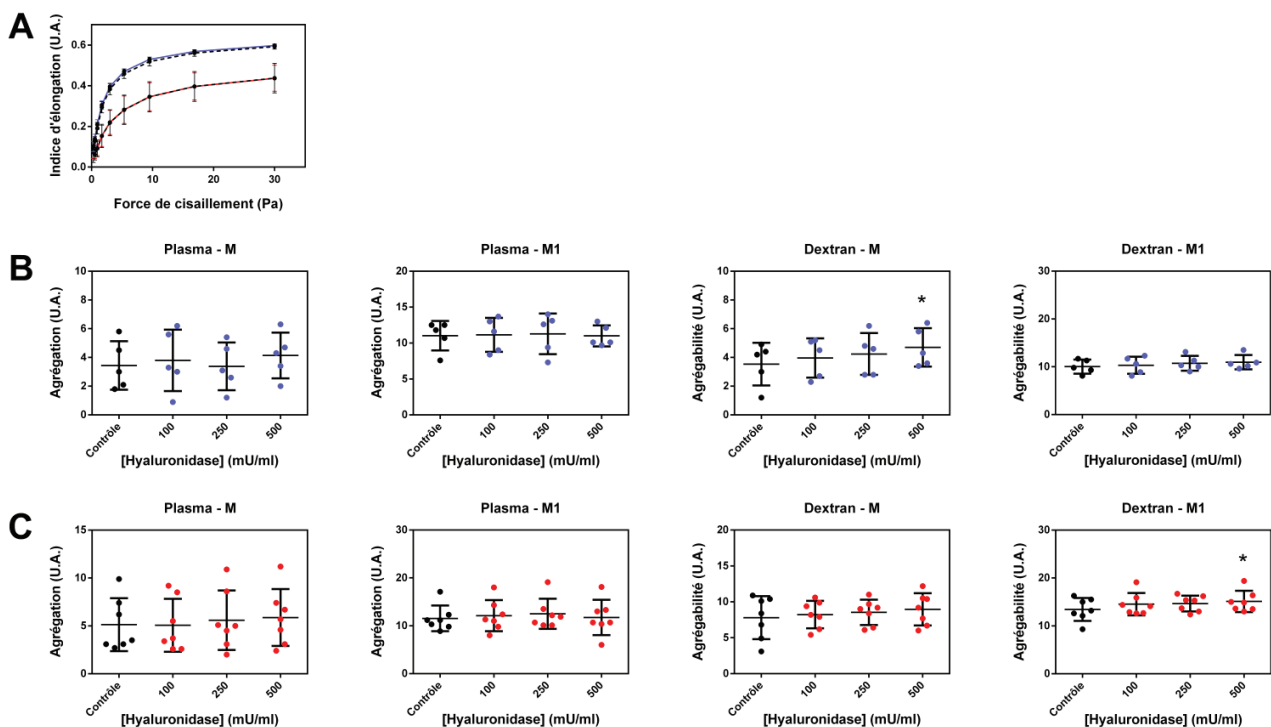 A
Indice d'élongation (U.A.)
0.6
0.4
0.2
0.0
0 10 20 30
Force de cisaillement (Pa)
B
Plasma - M
Agrégation (U.A.)
10
8
6
4
2
0
Contrôle 100 250 500
[Hyaluronidase] (mU/ml)
Plasma - M1
Agrégation (U.A.)
20
15
10
5
0
Contrôle 100 250 500
[Hyaluronidase] (mU/ml)
Dextran - M
Agrégabilité (U.A.)
10
8
6
4
2
0
*
Contrôle 100 250 500
[Hyaluronidase] (mU/ml)
Dextran - M1
Agrégabilité (U.A.)
30
20
10
0
Contrôle 100 250 500
[Hyaluronidase] (mU/ml)
C
Plasma - M
Agrégation (U.A.)
15
10
5
0
Contrôle 100 250 500
[Hyaluronidase] (mU/ml)
Plasma - M1
Agrégation (U.A.)
30
20
10
0
Contrôle 100 250 500
[Hyaluronidase] (mU/ml)
Dextran - M
Agrégabilité (U.A.)
20
15
10
5
0
Contrôle 100 250 500
[Hyaluronidase] (mU/ml)
Dextran - M1
Agrégabilité (U.A.)
30
20
10
0
*
Contrôle 100 250 500
[Hyaluronidase] (mU/ml)